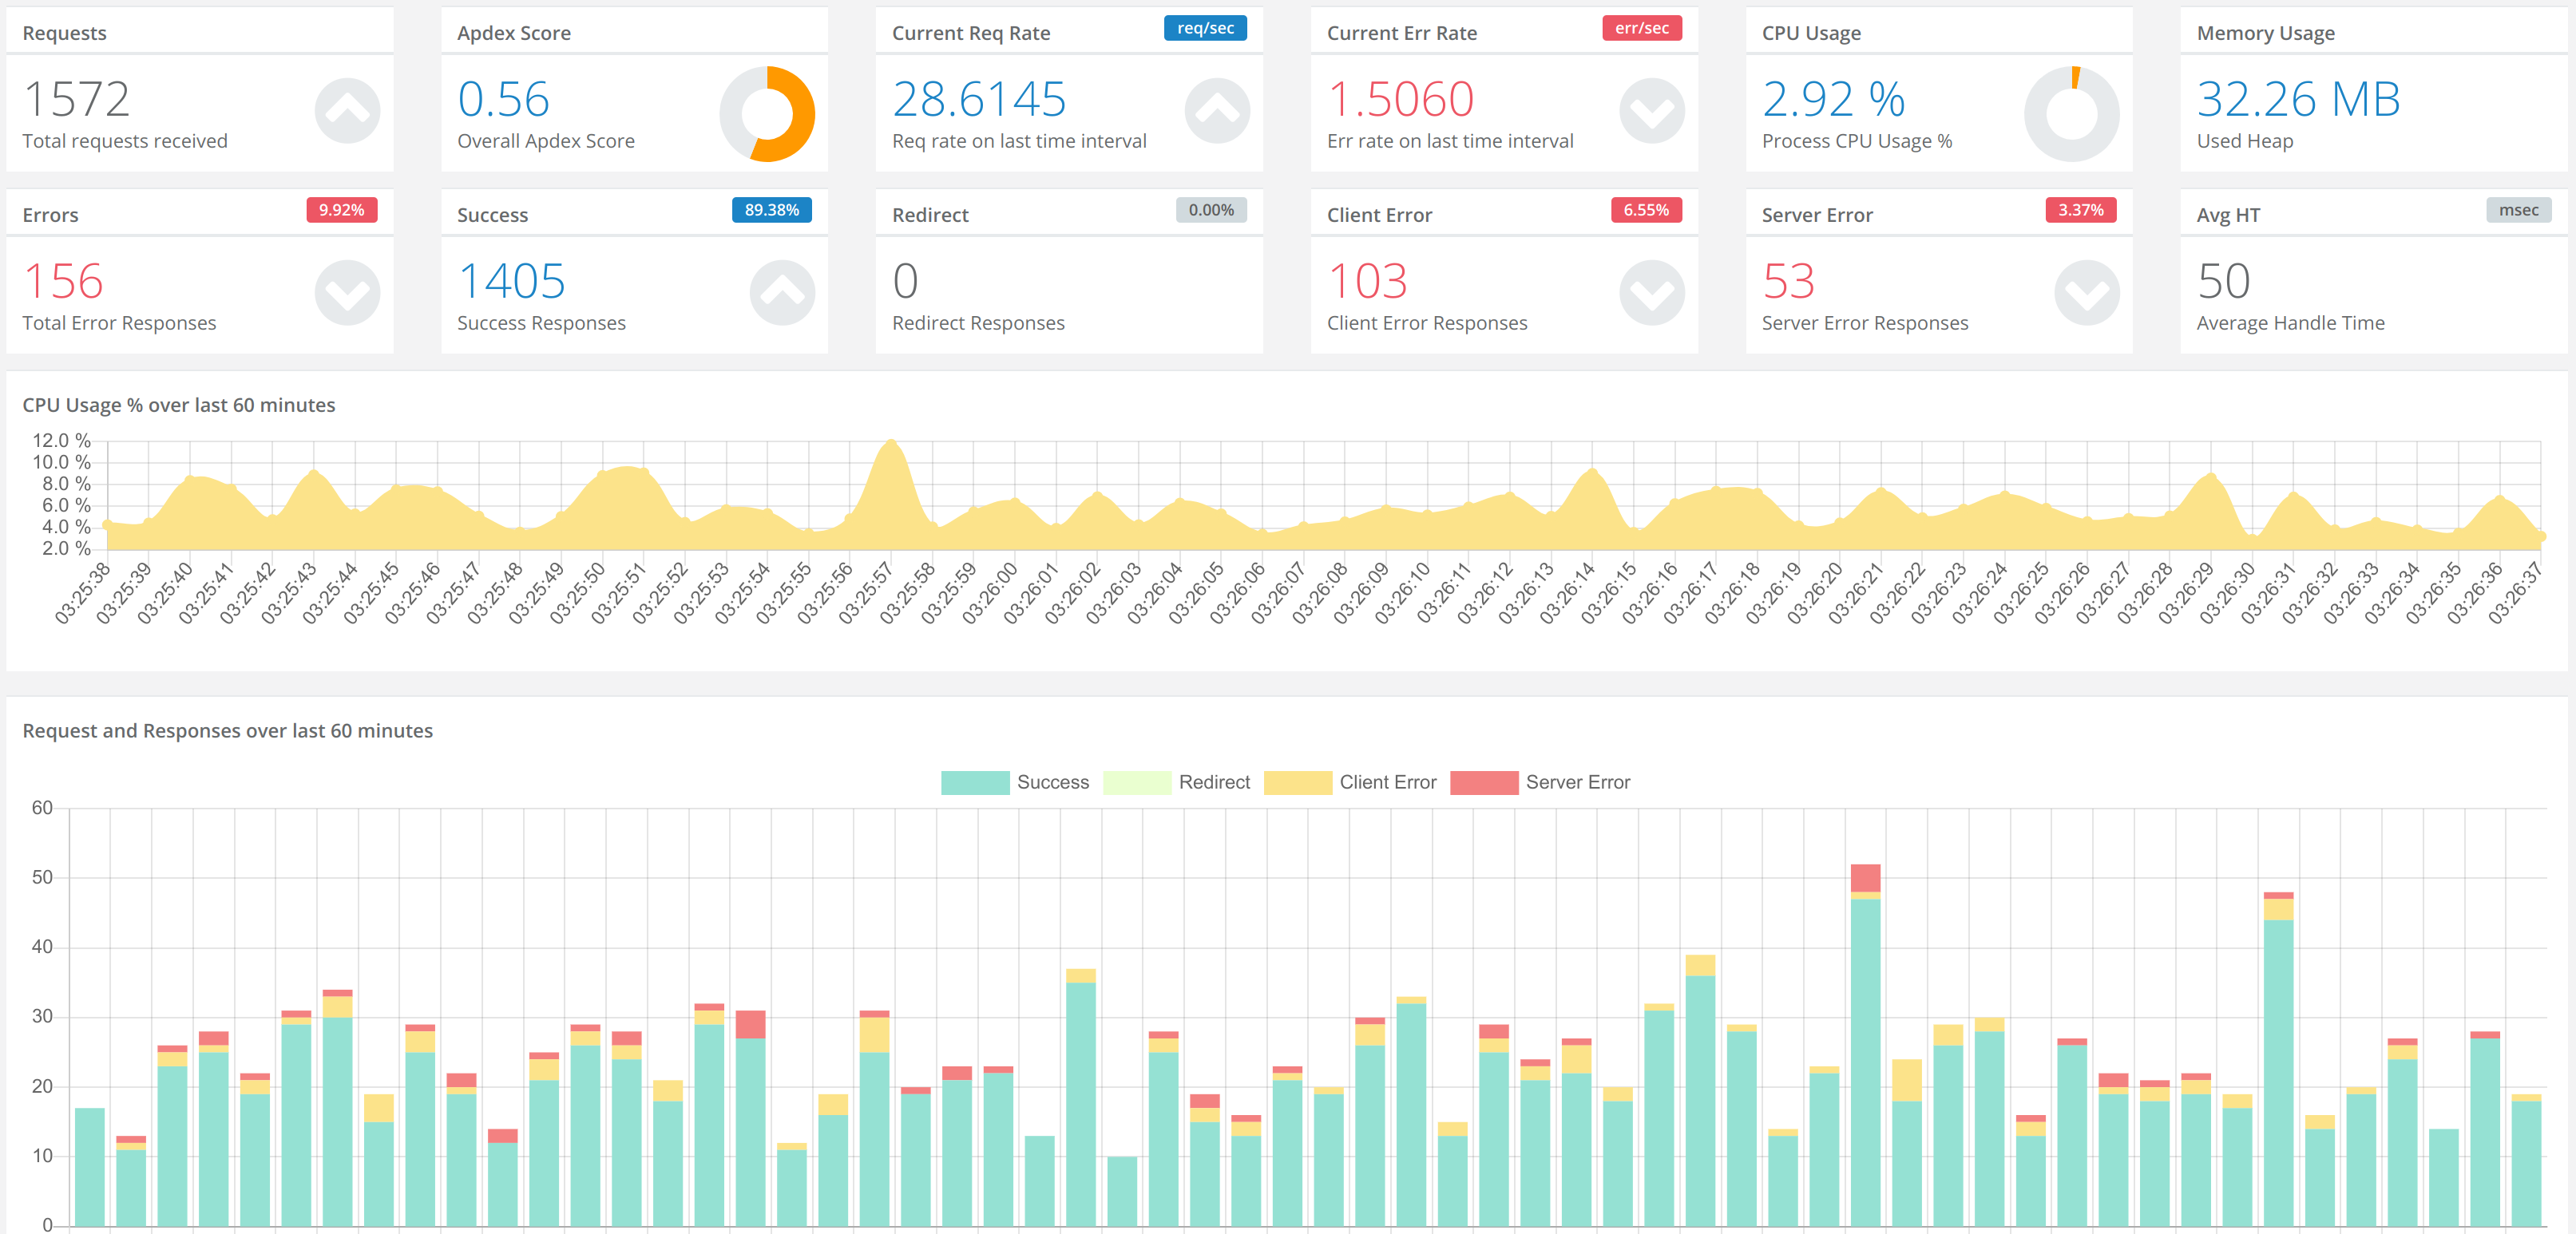 Requests
1572
Total requests received
Apdex Score
0.56
Overall Apdex Score
Current Req Rate
req/sec
28.6145
Req rate on last time interval
Current Err Rate
err/sec
1.5060
Err rate on last time interval
CPU Usage
2.92 %
Process CPU Usage %
Memory Usage
32.26 MB
Used Heap
Errors
9.92%
156
Total Error Responses
Success
89.38%
1405
Success Responses
Redirect
0.00%
0
Redirect Responses
Client Error
6.55%
103
Client Error Responses
Server Error
3.37%
53
Server Error Responses
Avg HT
msec
50
Average Handle Time
CPU Usage % over last 60 minutes
12.0 %
10.0 %
8.0 %
6.0 %
4.0 %
2.0 %
03:25:38
03:25:39
03:25:40
03:25:41
03:25:42
03:25:43
03:25:44
03:25:45
03:25:46
03:25:47
03:25:48
03:25:49
03:25:50
03:25:51
03:25:52
03:25:53
03:25:54
03:25:55
03:25:56
03:25:57
03:25:58
03:25:59
03:26:00
03:26:01
03:26:02
03:26:03
03:26:04
03:26:05
03:26:06
03:26:07
03:26:08
03:26:09
03:26:10
03:26:11
03:26:12
03:26:13
03:26:14
03:26:15
03:26:16
03:26:17
03:26:18
03:26:19
03:26:20
03:26:21
03:26:22
03:26:23
03:26:24
03:26:25
03:26:26
03:26:27
03:26:28
03:26:29
03:26:30
03:26:31
03:26:32
03:26:33
03:26:34
03:26:35
03:26:36
03:26:37
Request and Responses over last 60 minutes
Success
Redirect
Client Error
Server Error
60
50
40
30
20
10
0